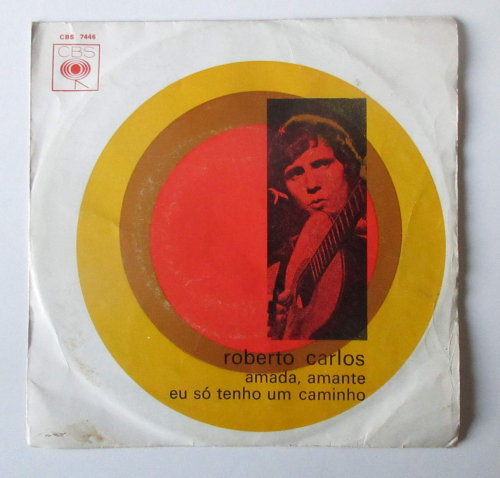 CBS 7446
CBS
roberto carlos
amada, amante
eu só tenho um caminho